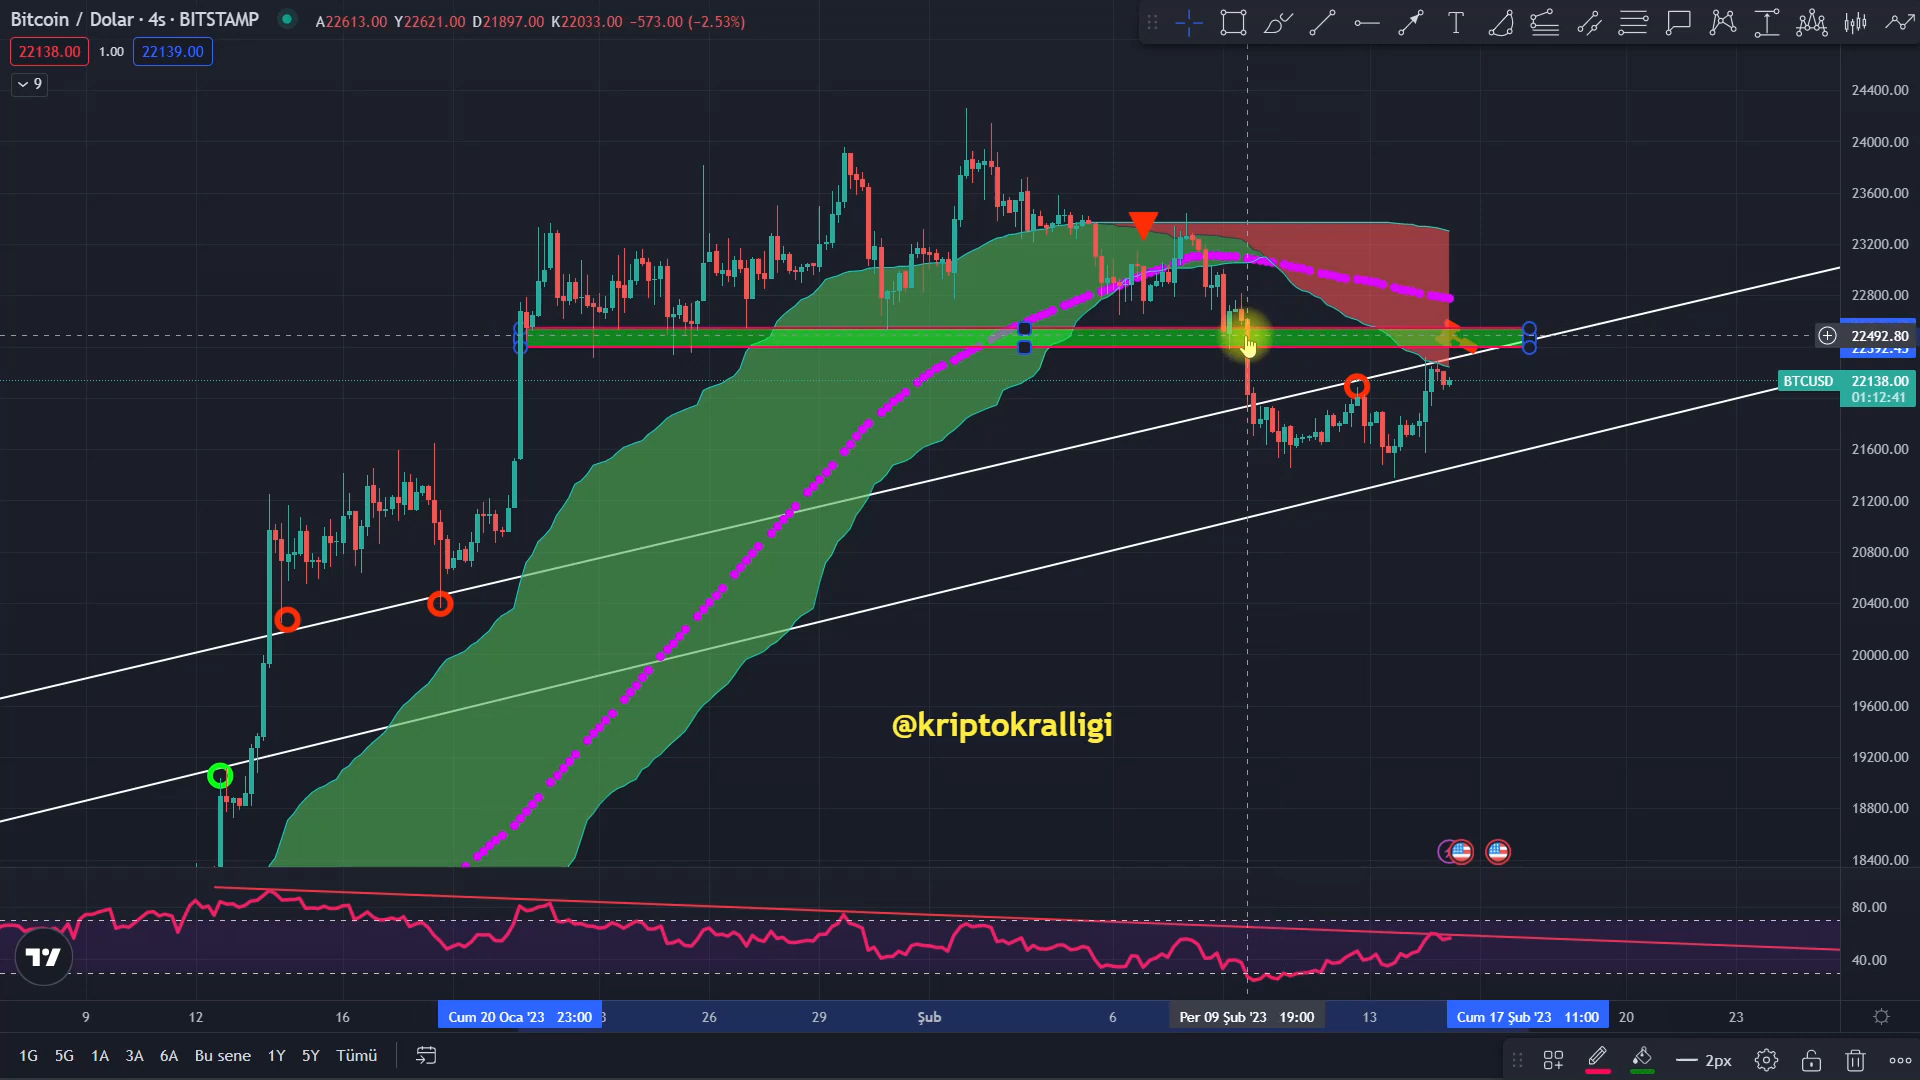 Bitcoin / Dolar · 4s · BITSTAMP A22613.00 Y22621.00 D21897.00 K22033.00 −573.00 (−2.53%)
22138.00 1.00 22139.00
9
24400.00
24000.00
23600.00
23200.00
22800.00
22492.80
BTCUSD 22138.00
01:12:41
21600.00
21200.00
20800.00
20400.00
20000.00
19600.00
19200.00
18800.00
18400.00
@kriptokralligi
80.00
40.00
9 12 16 Cum 20 Oca '23 23:00 26 29 Şub 6 Per 09 Şub '23 19:00 13 Cum 17 Şub '23 11:00 20 23
1G 5G 1A 3A 6A Bu sene 1Y 5Y Tümü
2px